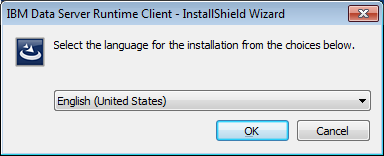 IBM Data Server Runtime Client - InstallShield Wizard
Select the language for the installation from the choices below.
English (United States)
OK
Cancel